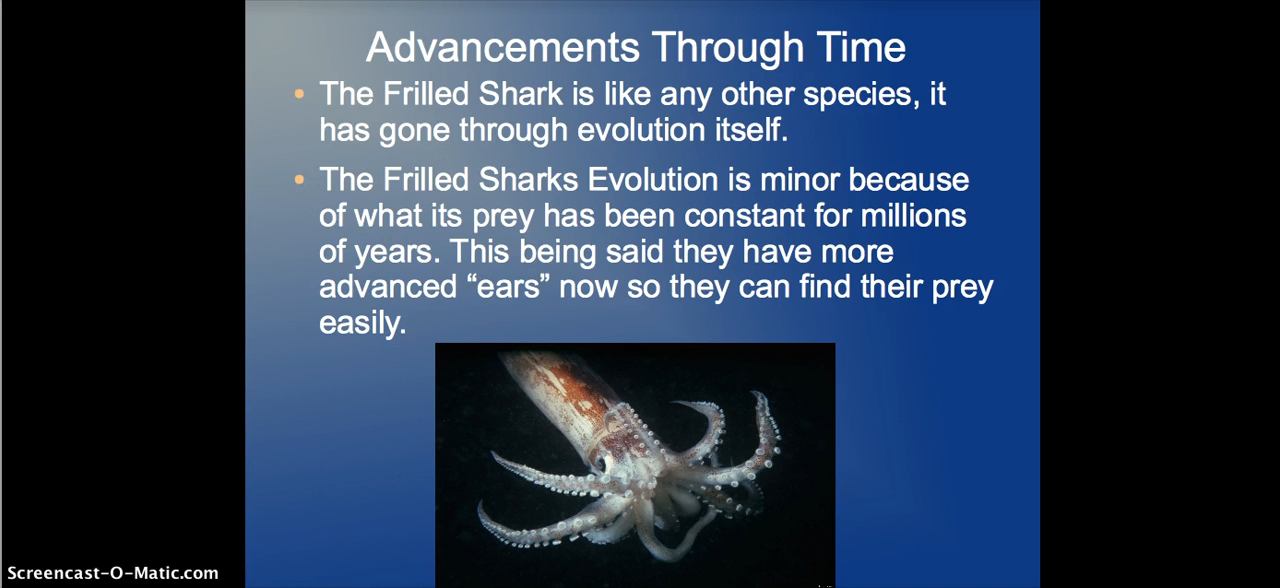 Advancements Through Time
The Frilled Shark is like any other species, it
has gone through evolution itself.
The Frilled Sharks Evolution is minor because
of what its prey has been constant for millions
of years. This being said they have more
advanced “ears” now so they can find their prey
easily.
Screencast-O-Matic.com